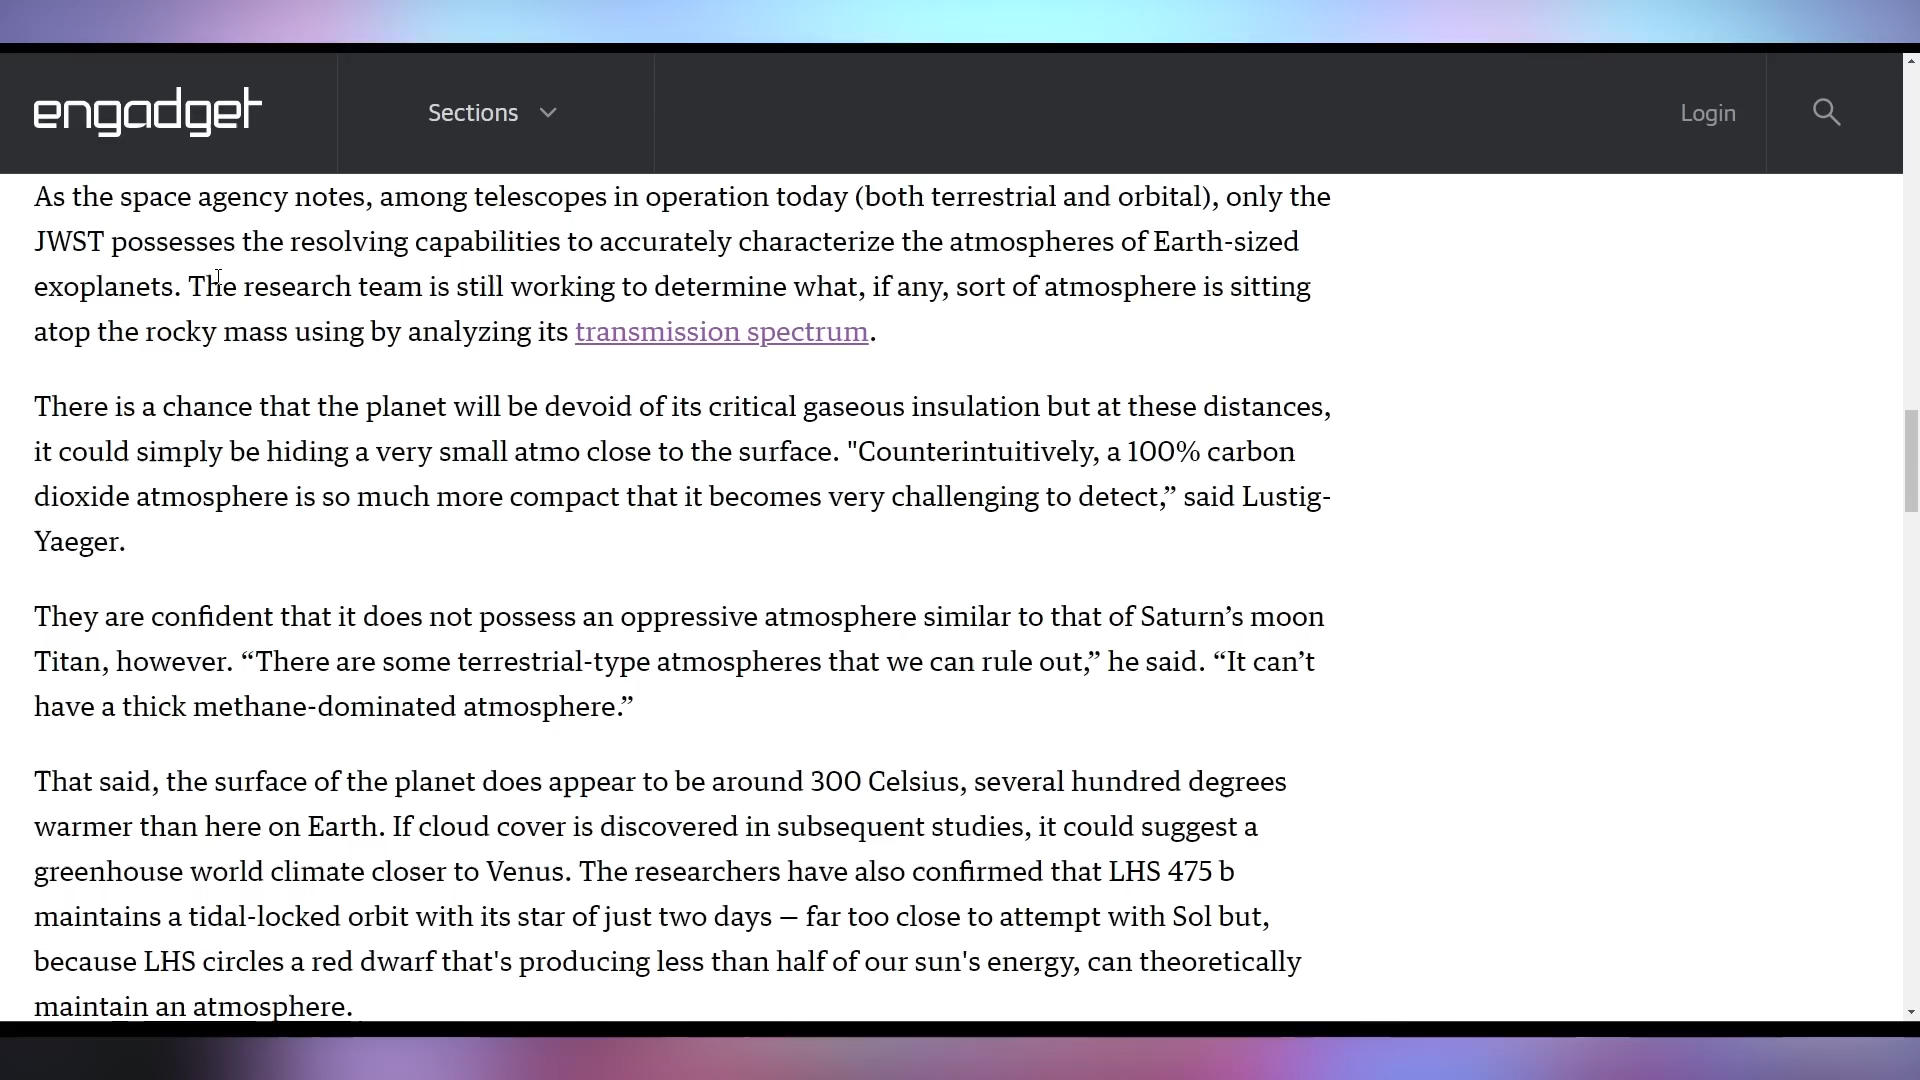 engadget
Sections
Login
As the space agency notes, among telescopes in operation today (both terrestrial and orbital), only the
JWST possesses the resolving capabilities to accurately characterize the atmospheres of Earth-sized
exoplanets. The research team is still working to determine what, if any, sort of atmosphere is sitting
atop the rocky mass using by analyzing its transmission spectrum.
There is a chance that the planet will be devoid of its critical gaseous insulation but at these distances,
it could simply be hiding a very small atmo close to the surface. "Counterintuitively, a 100% carbon
dioxide atmosphere is so much more compact that it becomes very challenging to detect,” said Lustig-
Yaeger.
They are confident that it does not possess an oppressive atmosphere similar to that of Saturn’s moon
Titan, however. “There are some terrestrial-type atmospheres that we can rule out,” he said. “It can’t
have a thick methane-dominated atmosphere.”
That said, the surface of the planet does appear to be around 300 Celsius, several hundred degrees
warmer than here on Earth. If cloud cover is discovered in subsequent studies, it could suggest a
greenhouse world climate closer to Venus. The researchers have also confirmed that LHS 475 b
maintains a tidal-locked orbit with its star of just two days — far too close to attempt with Sol but,
because LHS circles a red dwarf that's producing less than half of our sun's energy, can theoretically
maintain an atmosphere.